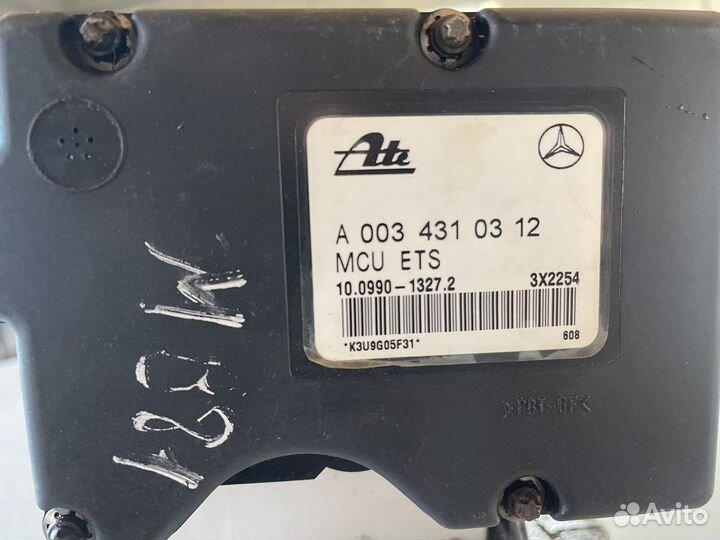 Ate
A 003 431 03 12
MCU ETS
10.0990-1327.2 3X2254
*K3U9G05F31* 608
>PBT-GF<
Avito